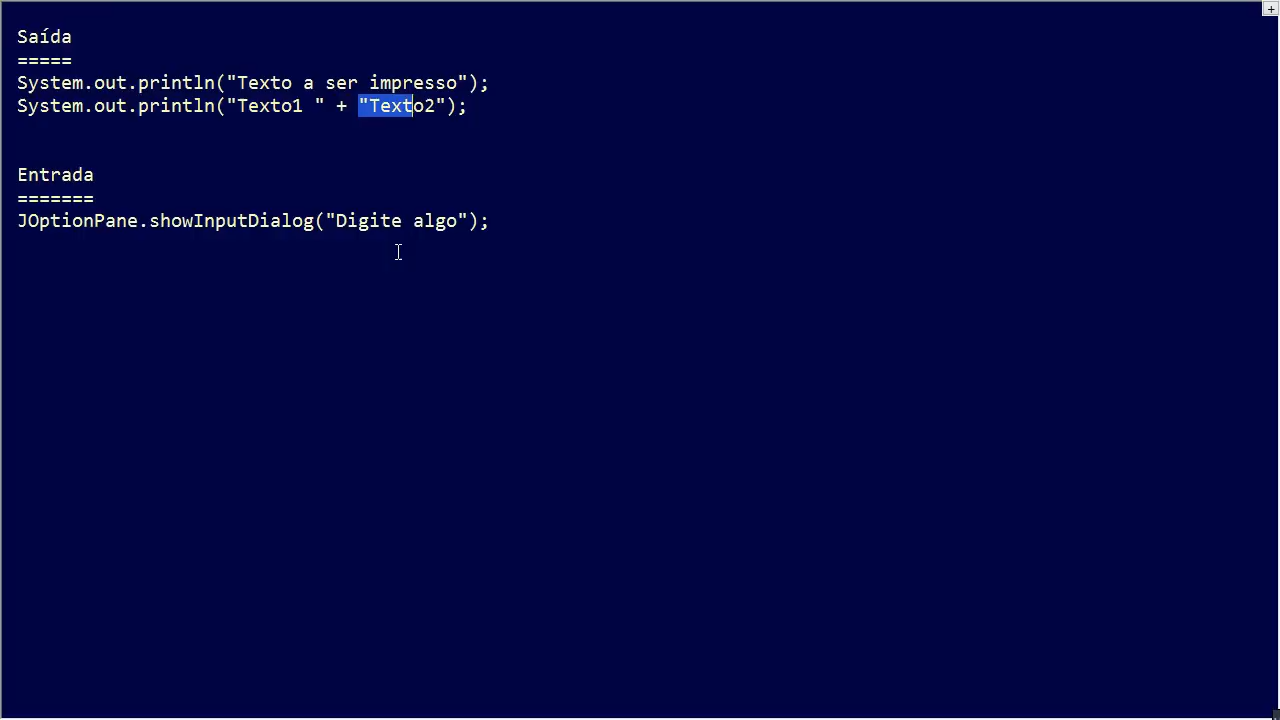 Saída
=====
System.out.println("Texto a ser impresso");
System.out.println("Texto1 " + "Texto2");
Entrada
=======
JOptionPane.showInputDialog("Digite algo");